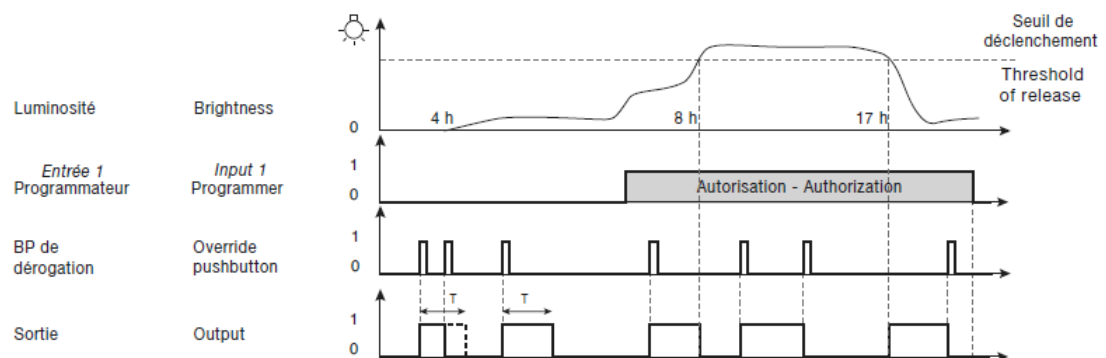 Seuil de
déclenchement
Threshold
of release
Luminosité Brightness
0 4 h 8 h 17 h
Entrée 1 Input 1
Programmateur Programmer
1
0
Autorisation - Authorization
BP de Override
dérogation pushbutton
1
0
T T
Sortie Output
1
0